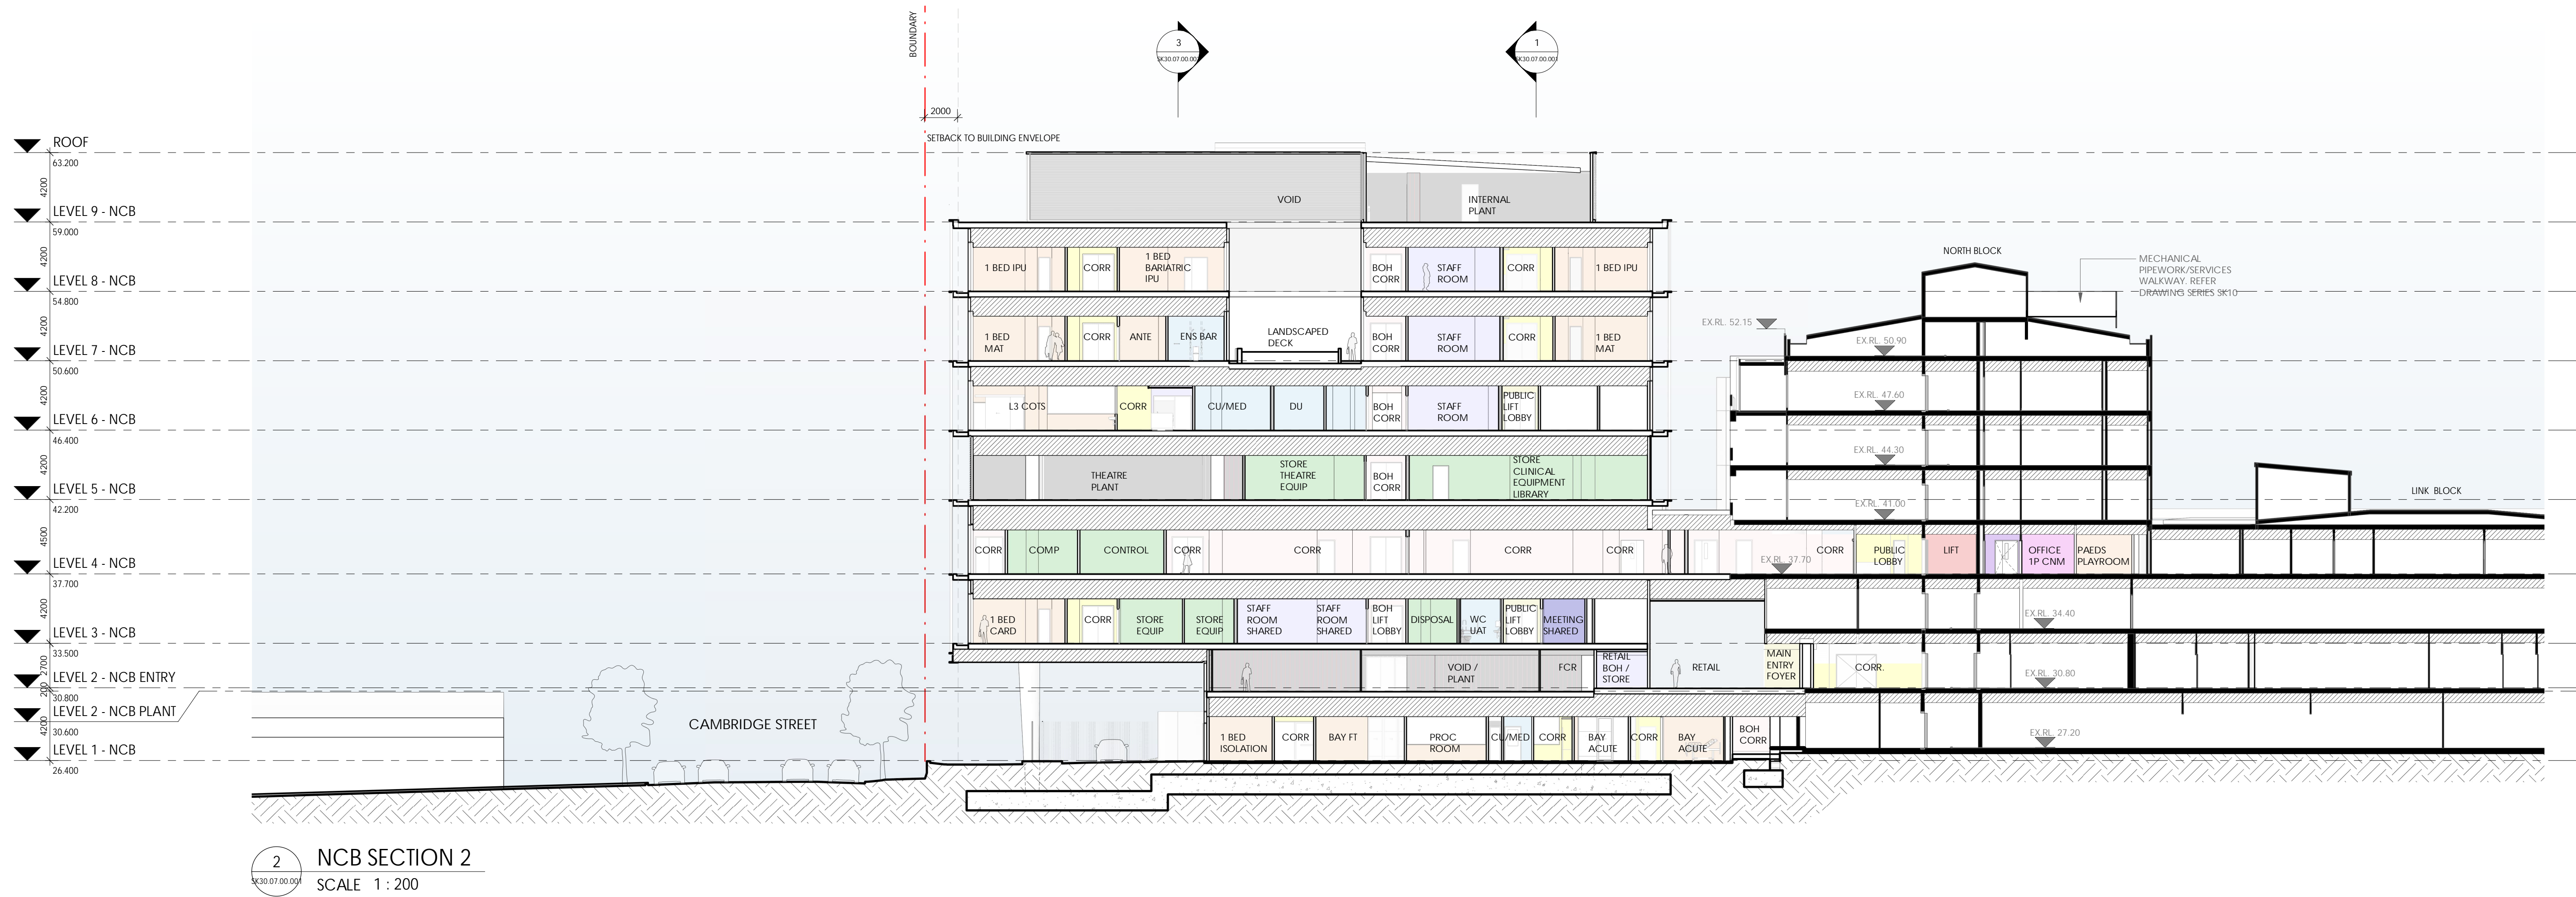 BOUNDARY
3
SK30.07.00.001
1
SK30.07.00.001
2000
SETBACK TO BUILDING ENVELOPE
ROOF
63.200
4200
LEVEL 9 - NCB
59.000
4200
LEVEL 8 - NCB
54.800
4200
LEVEL 7 - NCB
50.600
4200
LEVEL 6 - NCB
46.400
4200
LEVEL 5 - NCB
42.200
4500
LEVEL 4 - NCB
37.700
4200
LEVEL 3 - NCB
33.500
2700
LEVEL 2 - NCB ENTRY
30.800
200
LEVEL 2 - NCB PLANT
30.600
4200
LEVEL 1 - NCB
26.400
VOID
INTERNAL
PLANT
1 BED IPU
CORR
1 BED
BARIATRIC
IPU
BOH
CORR
STAFF
ROOM
CORR
1 BED IPU
1 BED
MAT
CORR
ANTE
ENS BAR
LANDSCAPED
DECK
BOH
CORR
STAFF
ROOM
CORR
1 BED
MAT
L3 COTS
CORR
CU/MED
DU
BOH
CORR
STAFF
ROOM
PUBLIC
LIFT
LOBBY
THEATRE
PLANT
STORE
THEATRE
EQUIP
BOH
CORR
STORE
CLINICAL
EQUIPMENT
LIBRARY
CORR
COMP
CONTROL
CORR
CORR
CORR
CORR
CORR
PUBLIC
LOBBY
LIFT
OFFICE
1P CNM
PAEDS
PLAYROOM
1 BED
CARD
CORR
STORE
EQUIP
STORE
EQUIP
STAFF
ROOM
SHARED
STAFF
ROOM
SHARED
BOH
LIFT
LOBBY
DISPOSAL
WC
UAT
PUBLIC
LIFT
LOBBY
MEETING
SHARED
VOID /
PLANT
FCR
RETAIL
BOH /
STORE
RETAIL
MAIN
ENTRY
FOYER
CORR.
1 BED
ISOLATION
CORR
BAY FT
PROC
ROOM
CU/MED
CORR
BAY
ACUTE
CORR
BAY
ACUTE
BOH
CORR
NORTH BLOCK
MECHANICAL
PIPEWORK/SERVICES
WALKWAY. REFER
DRAWING SERIES SK10
EX.RL. 52.15
EX.RL. 50.90
EX.RL. 47.60
EX.RL. 44.30
EX.RL. 41.00
EX.RL. 37.70
EX.RL. 34.40
EX.RL. 30.80
EX.RL. 27.20
LINK BLOCK
CAMBRIDGE STREET
2
SK30.07.00.001
NCB SECTION 2
SCALE 1 : 200